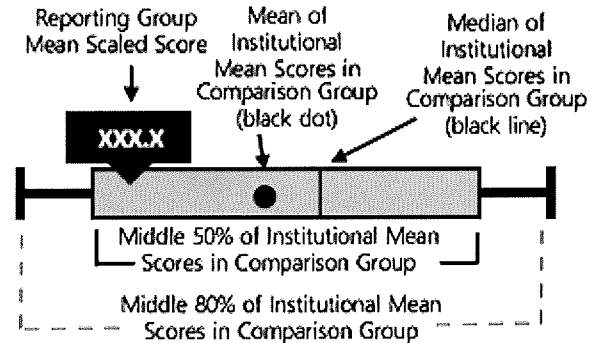 Reporting Group
Mean Scaled Score
Mean of
Institutional
Mean Scores in
Comparison Group
(black dot)
Median of
Institutional
Mean Scores in
Comparison Group
(black line)
XXX.X
Middle 50% of Institutional Mean
Scores in Comparison Group
Middle 80% of Institutional Mean
Scores in Comparison Group